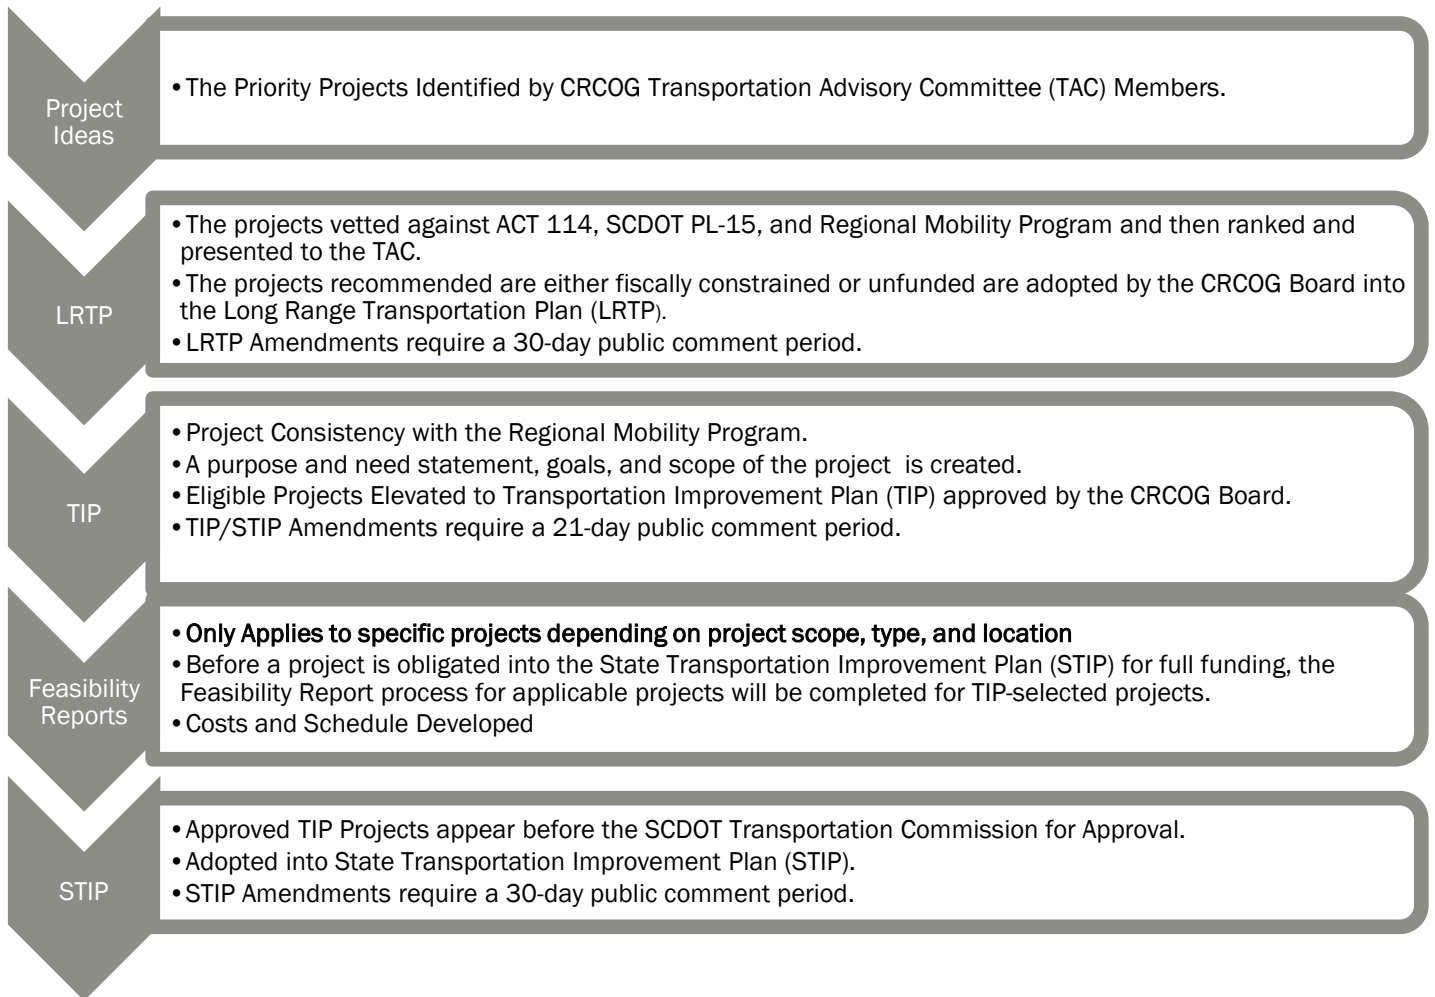 Project
Ideas
•The Priority Projects Identified by CRCOG Transportation Advisory Committee (TAC) Members.
LRTP
•The projects vetted against ACT 114, SCDOT PL-15, and Regional Mobility Program and then ranked and
presented to the TAC.
•The projects recommended are either fiscally constrained or unfunded are adopted by the CRCOG Board into
the Long Range Transportation Plan (LRTP).
•LRTP Amendments require a 30-day public comment period.
TIP
•Project Consistency with the Regional Mobility Program.
•A purpose and need statement, goals, and scope of the project is created.
•Eligible Projects Elevated to Transportation Improvement Plan (TIP) approved by the CRCOG Board.
•TIP/STIP Amendments require a 21-day public comment period.
Feasibility
Reports
•Only Applies to specific projects depending on project scope, type, and location
•Before a project is obligated into the State Transportation Improvement Plan (STIP) for full funding, the
Feasibility Report process for applicable projects will be completed for TIP-selected projects.
•Costs and Schedule Developed
STIP
•Approved TIP Projects appear before the SCDOT Transportation Commission for Approval.
•Adopted into State Transportation Improvement Plan (STIP).
•STIP Amendments require a 30-day public comment period.